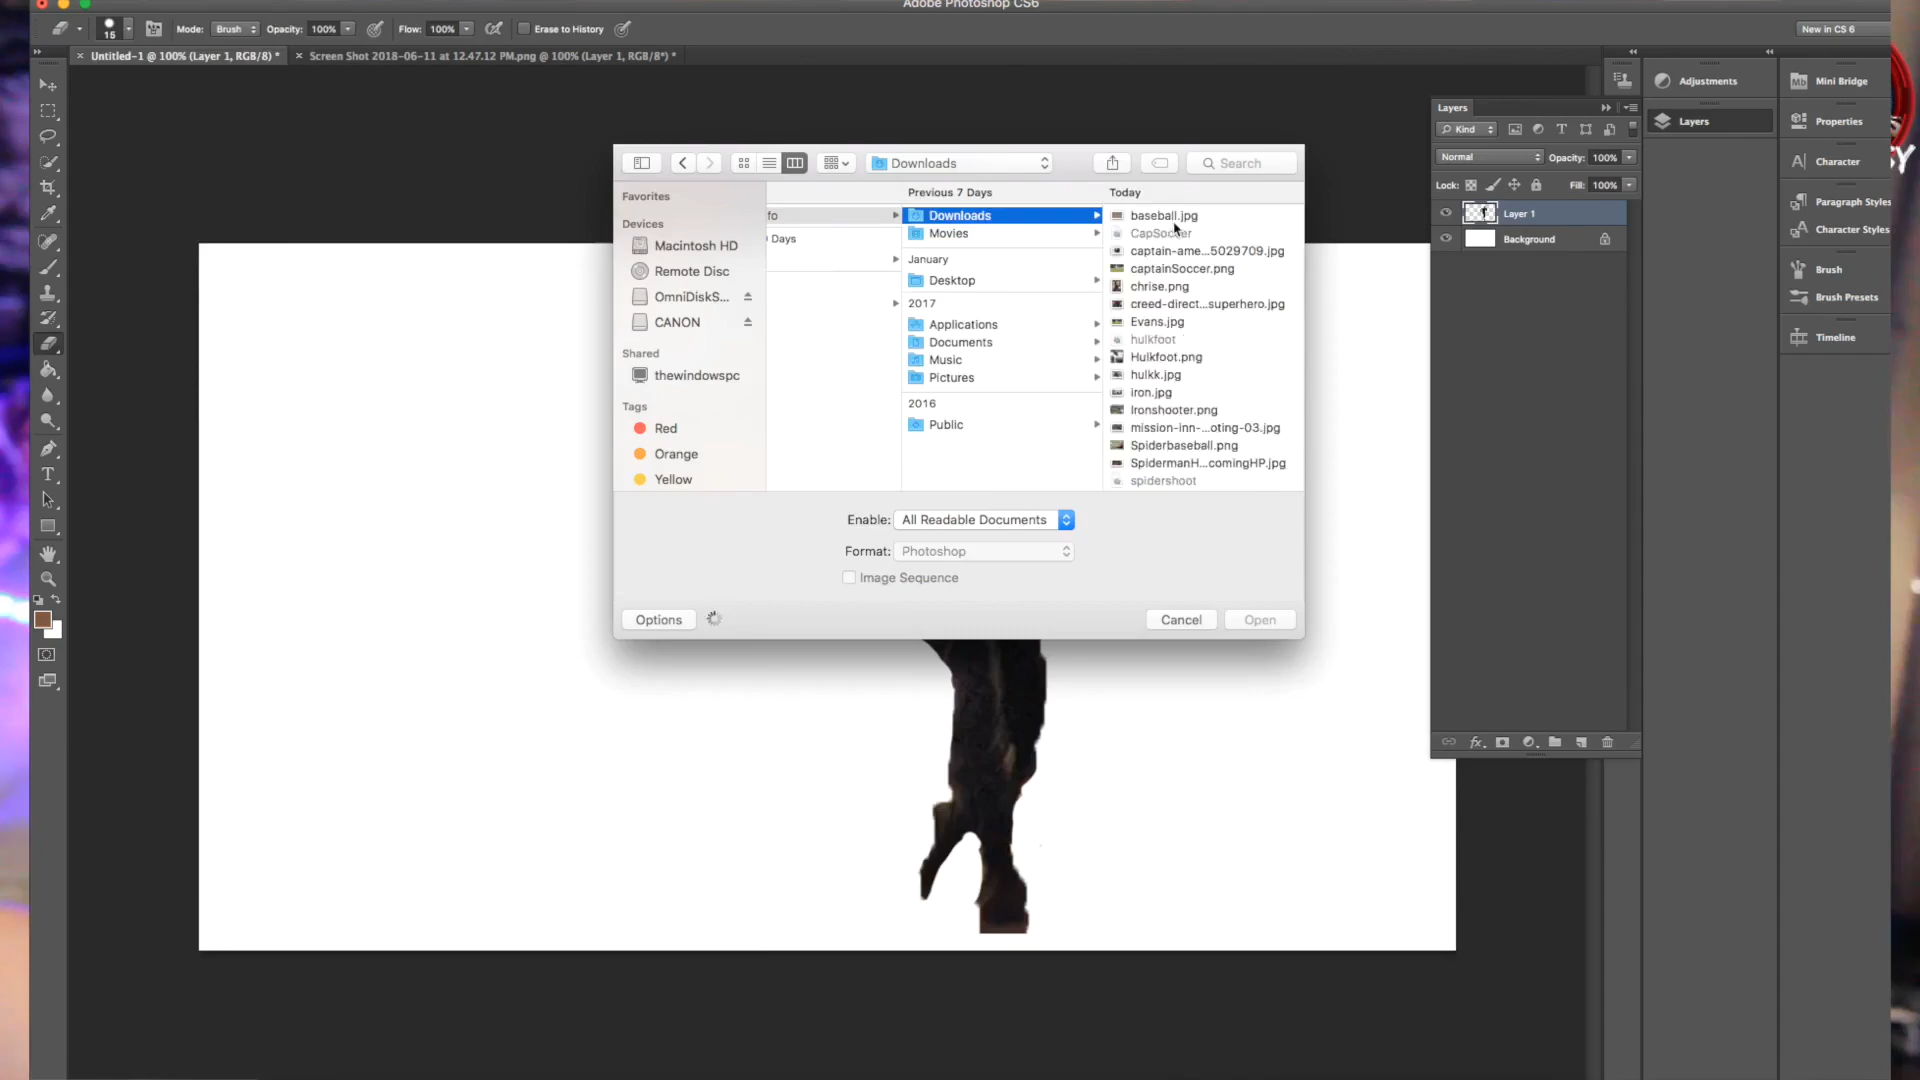 Adobe Photoshop CS6
15
Mode: Brush Opacity: 100% Flow: 100% Erase to History
New in CS 6
× Untitled-1 @ 100% (Layer 1, RGB/8) * × Screen Shot 2018-06-11 at 12.47.12 PM.png @ 100% (Layer 1, RGB/8*) *
Downloads
Search
Favorites
Devices
Macintosh HD
Remote Disc
OmniDiskS...
CANON
Shared
thewindowspc
Tags
Red
Orange
Yellow
fo
Days
Previous 7 Days
Downloads
Movies
January
Desktop
2017
Applications
Documents
Music
Pictures
2016
Public
Today
baseball.jpg
CapSoccer
captain-ame...5029709.jpg
captainSoccer.png
chrise.png
creed-direct...superhero.jpg
Evans.jpg
hulkfoot
Hulkfoot.png
hulkk.jpg
iron.jpg
Ironshooter.png
mission-inn-...oting-03.jpg
Spiderbaseball.png
SpidermanH...comingHP.jpg
spidershoot
Enable: All Readable Documents
Format: Photoshop
Image Sequence
Options
Cancel
Open
Layers
Kind
Normal Opacity: 100%
Lock: Fill: 100%
Layer 1
Background
fx
Adjustments
Layers
Mb Mini Bridge
Properties
Character
Paragraph Styles
Character Styles
Brush
Brush Presets
Timeline